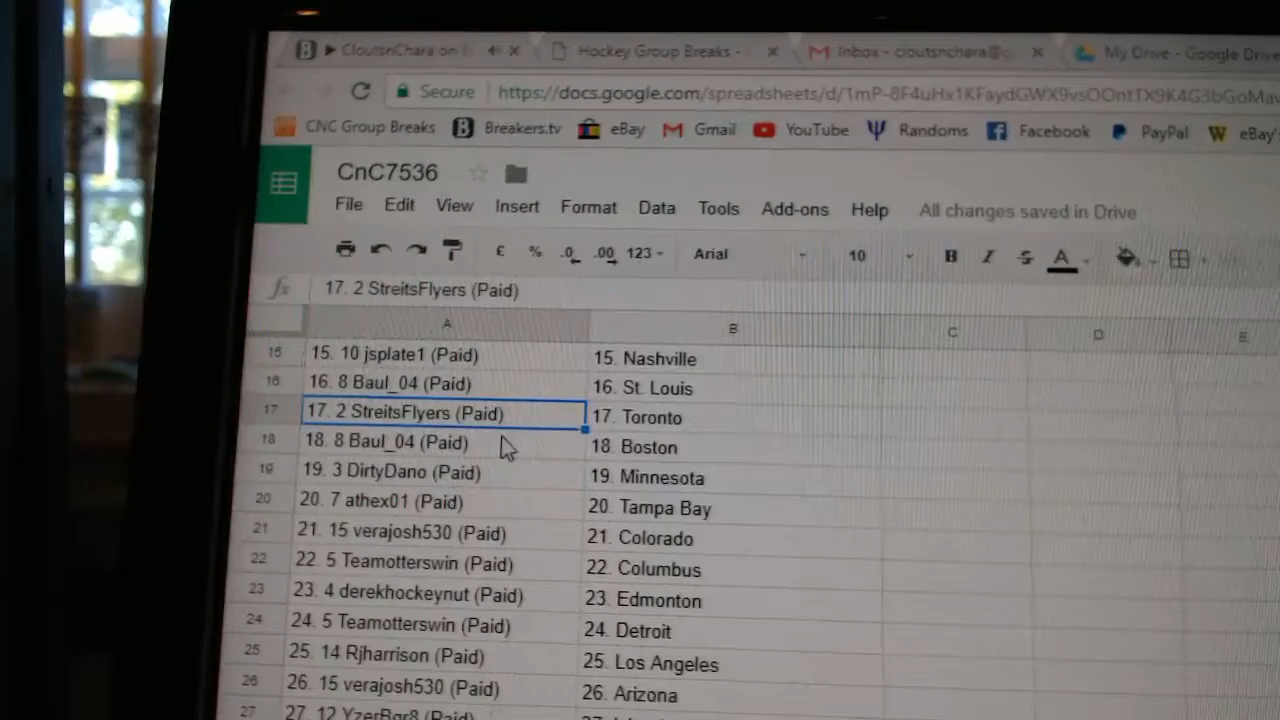 CloutsnChara on
Hockey Group Breaks -
Inbox - cloutsnchara@
My Drive - Google Drive
Secure
CNC Group Breaks
Breakers.tv
eBay
Gmail
YouTube
Randoms
Facebook
PayPal
eBay
CnC7536
File Edit View Insert Format Data Tools Add-ons Help All changes saved in Drive
£ % .0 .00 123 Arial 10 B I S A
fx 17. 2 StreitsFlyers (Paid)
A B C D E
15 15. 10 jsplate1 (Paid) 15. Nashville
16 16. 8 Baul_04 (Paid) 16. St. Louis
17 17. 2 StreitsFlyers (Paid) 17. Toronto
18 18. 8 Baul_04 (Paid) 18. Boston
19 19. 3 DirtyDano (Paid) 19. Minnesota
20 20. 7 athex01 (Paid) 20. Tampa Bay
21 21. 15 verajosh530 (Paid) 21. Colorado
22 22. 5 Teamotterswin (Paid) 22. Columbus
23 23. 4 derekhockeynut (Paid) 23. Edmonton
24 24. 5 Teamotterswin (Paid) 24. Detroit
25 25. 14 Rjharrison (Paid) 25. Los Angeles
26 26. 15 verajosh530 (Paid) 26. Arizona
27 27. 12 YzerBgr8 (Paid)